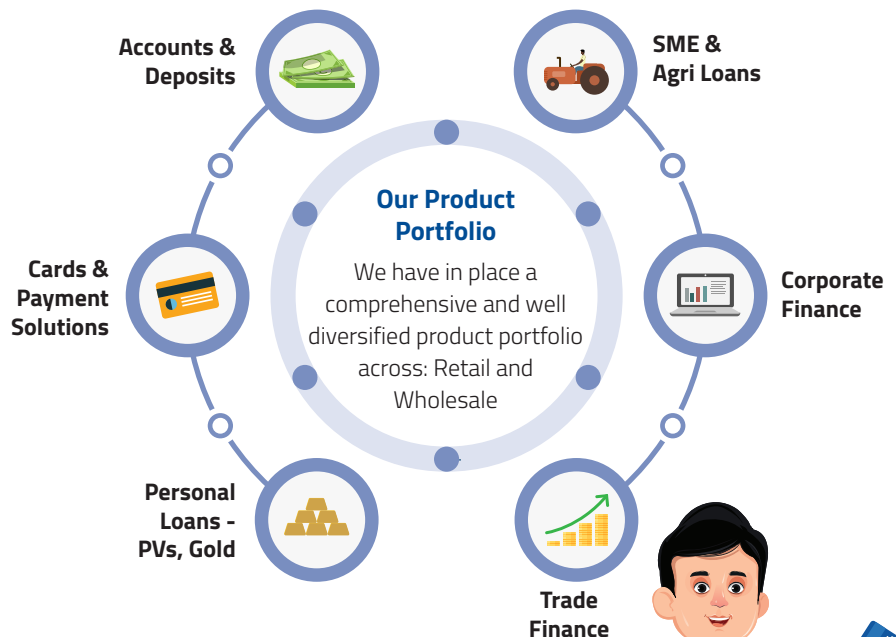 Accounts &
Deposits
SME &
Agri Loans
Our Product
Portfolio
We have in place a
comprehensive and well
diversified product portfolio
across: Retail and
Wholesale
Cards &
Payment
Solutions
Corporate
Finance
Personal
Loans -
PVs, Gold
Trade
Finance